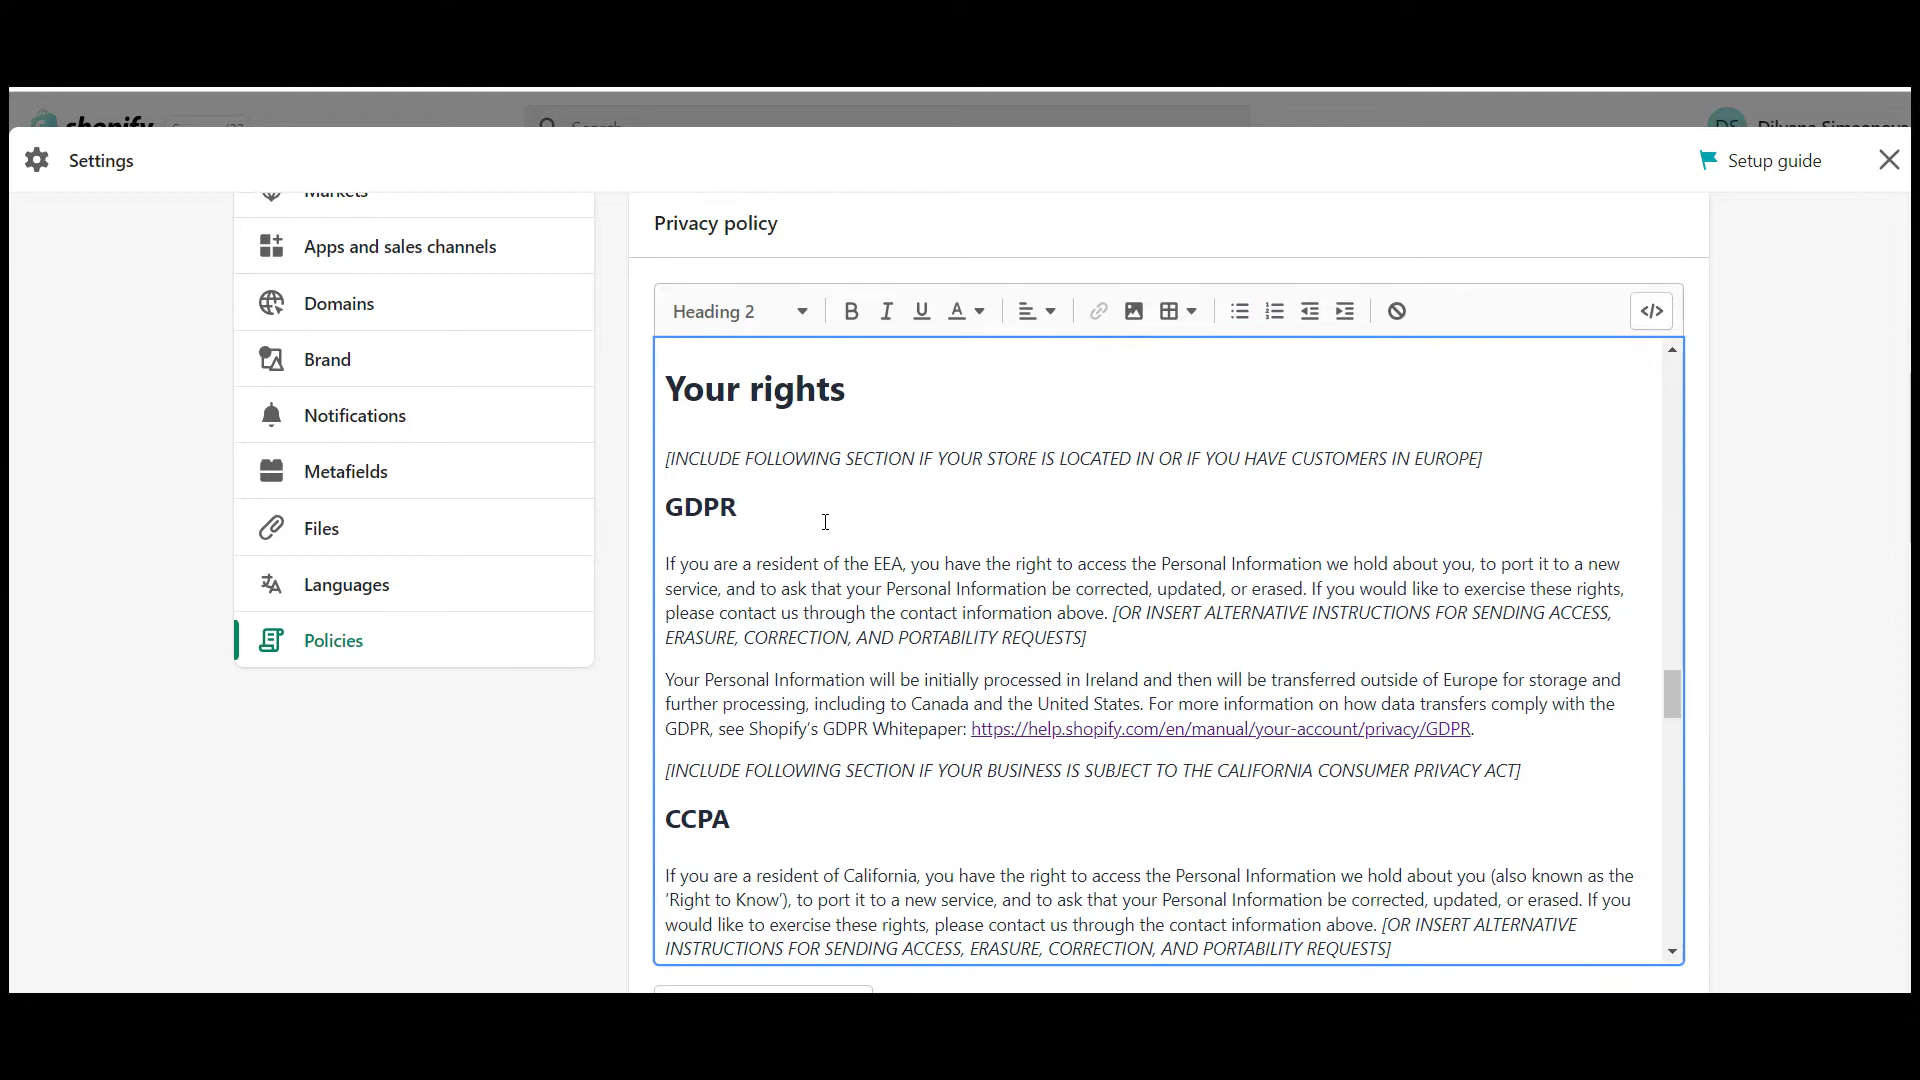 shopify
Search
DS
Settings
Setup guide
Markets
Apps and sales channels
Domains
Brand
Notifications
Metafields
Files
Languages
Policies
Privacy policy
Heading 2
B I U A
</>
Your rights
[INCLUDE FOLLOWING SECTION IF YOUR STORE IS LOCATED IN OR IF YOU HAVE CUSTOMERS IN EUROPE]
GDPR
If you are a resident of the EEA, you have the right to access the Personal Information we hold about you, to port it to a new
service, and to ask that your Personal Information be corrected, updated, or erased. If you would like to exercise these rights,
please contact us through the contact information above. [OR INSERT ALTERNATIVE INSTRUCTIONS FOR SENDING ACCESS,
ERASURE, CORRECTION, AND PORTABILITY REQUESTS]
Your Personal Information will be initially processed in Ireland and then will be transferred outside of Europe for storage and
further processing, including to Canada and the United States. For more information on how data transfers comply with the
GDPR, see Shopify’s GDPR Whitepaper: https://help.shopify.com/en/manual/your-account/privacy/GDPR.
[INCLUDE FOLLOWING SECTION IF YOUR BUSINESS IS SUBJECT TO THE CALIFORNIA CONSUMER PRIVACY ACT]
CCPA
If you are a resident of California, you have the right to access the Personal Information we hold about you (also known as the
‘Right to Know’), to port it to a new service, and to ask that your Personal Information be corrected, updated, or erased. If you
would like to exercise these rights, please contact us through the contact information above. [OR INSERT ALTERNATIVE
INSTRUCTIONS FOR SENDING ACCESS, ERASURE, CORRECTION, AND PORTABILITY REQUESTS]